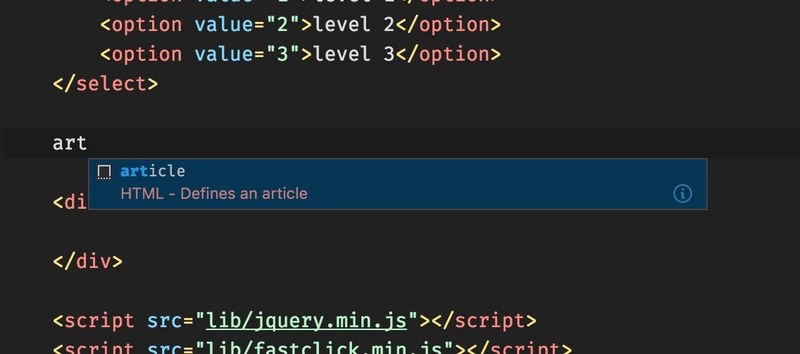 <option value="2">level 2</option>
<option value="3">level 3</option>
</select>
art
article
HTML - Defines an article
<di
</div>
<script src="lib/jquery.min.js"></script>
<script src="lib/fastclick.min.js"></script>